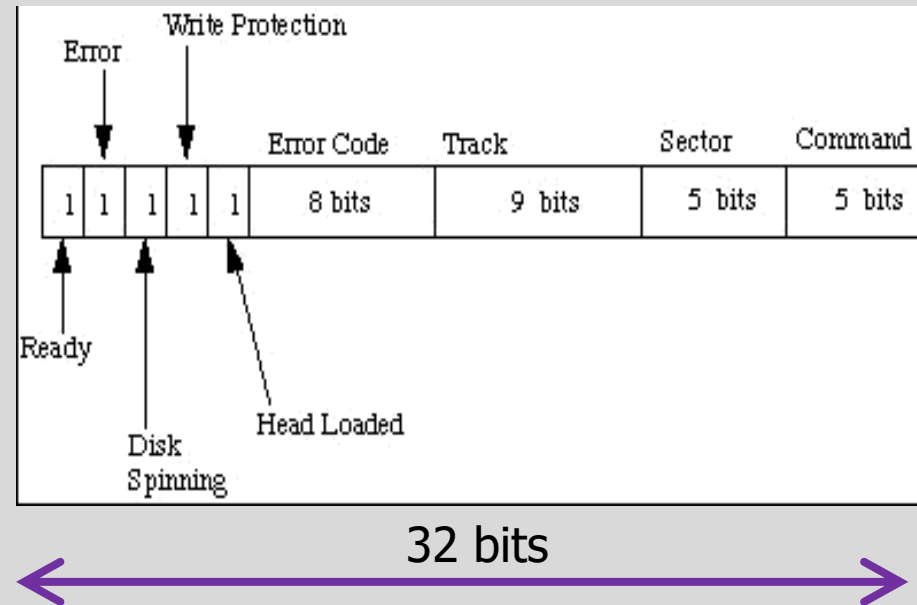 Write Protection
Error
Error Code Track Sector Command
1 1 1 1 1 8 bits 9 bits 5 bits 5 bits
Ready
Head Loaded
Disk
Spinning
32 bits